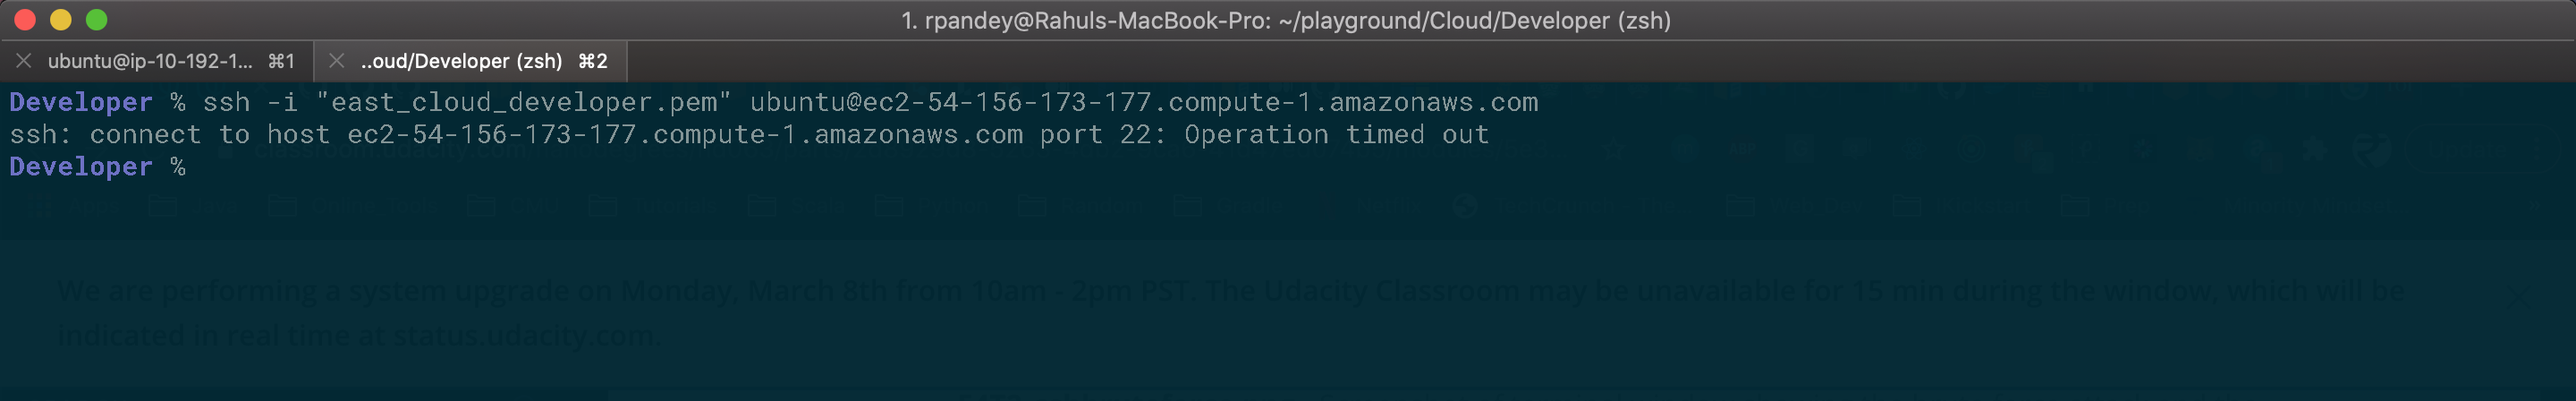 1. rpandey@Rahuls-MacBook-Pro: ~/playground/Cloud/Developer (zsh)
ubuntu@ip-10-192-1... ⌘1
..oud/Developer (zsh) ⌘2
Developer % ssh -i "east_cloud_developer.pem" ubuntu@ec2-54-156-173-177.compute-1.amazonaws.com
ssh: connect to host ec2-54-156-173-177.compute-1.amazonaws.com port 22: Operation timed out
Developer %
classroom.udacity.com
We are performing a system upgrade on Monday, March 8th from 10am - 2pm PST. The Udacity Classroom may be unavailable for 15 min during the window, which will be
indicated in real time at status.udacity.com.